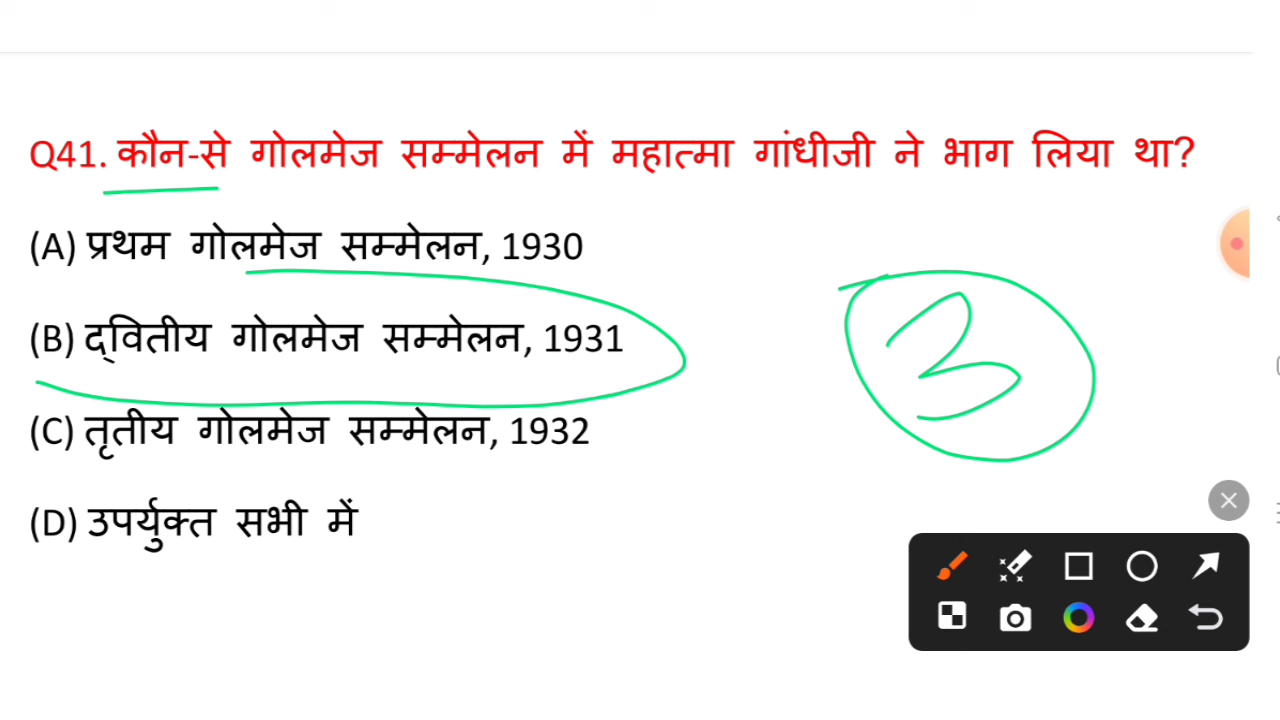 Q41. कौन-से गोलमेज सम्मेलन में महात्मा गांधीजी ने भाग लिया था?
(A) प्रथम गोलमेज सम्मेलन, 1930
(B) द्वितीय गोलमेज सम्मेलन, 1931
3
(C) तृतीय गोलमेज सम्मेलन, 1932
(D) उपर्युक्त सभी में